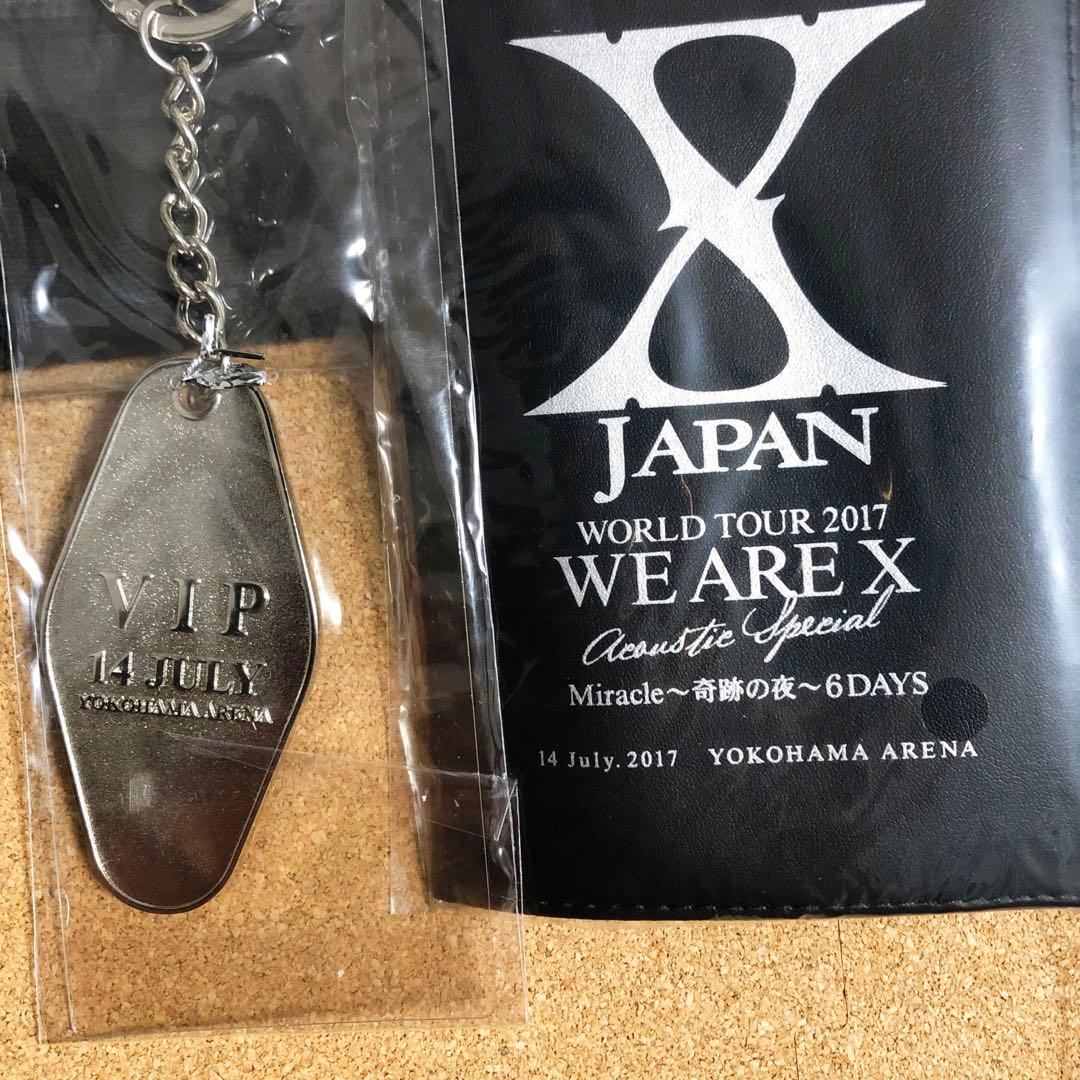 VIP
14 JULY
YOKOHAMA ARENA
X
JAPAN
WORLD TOUR 2017
WE ARE X
Acoustic Special
Miracle〜奇跡の夜〜6DAYS
14 July. 2017 YOKOHAMA ARENA